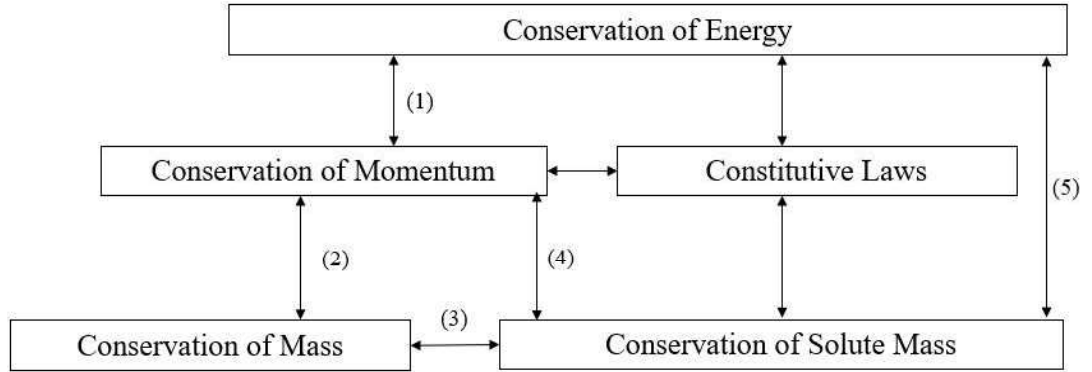 Conservation of Energy
(1)
Conservation of Momentum
Constitutive Laws
(5)
(2)
(4)
Conservation of Mass
(3)
Conservation of Solute Mass